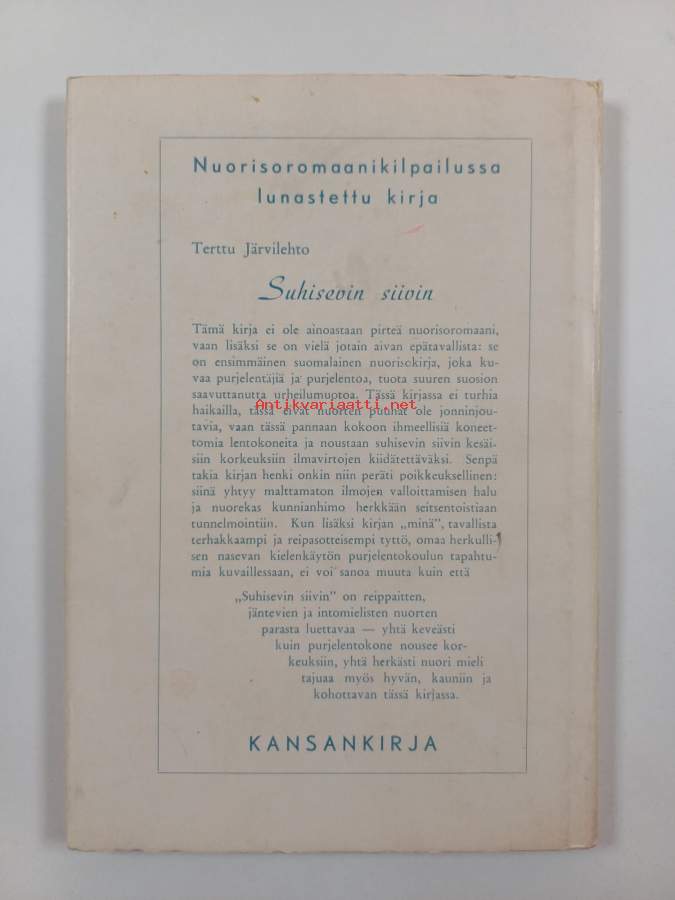 Nuorisoromaanikilpailussa
lunastettu kirja
Terttu Järvilehto
Suhisevin siivin
Tämä kirja ei ole ainoastaan pirteä nuorisoromaani,
vaan lisäksi se on vielä jotain aivan epätavallista: se
on ensimmäinen suomalainen nuorisokirja, joka ku-
vaa purjelentäjiä ja purjelentoa, tuota suuren suosion
saavuttanutta urheilumuotoa. Tässä kirjassa ei turhia
Antikvariaatti.net
haikailla, tässä eivät nuorten puuhat ole jonninjou-
tavia, vaan tässä pannaan kokoon ihmeellisiä koneet-
tomia lentokoneita ja noustaan suhisevin siivin kesäi-
siin korkeuksiin ilmavirtojen kiidätettäväksi. Senpä
takia kirjan henki onkin niin peräti poikkeuksellinen:
siinä yhtyy malttamaton ilmojen valloittamisen halu
ja nuorekas kunnianhimo herkkään seitsentoistiaan
tunnelmointiin. Kun lisäksi kirjan „minä", tavallista
terhakkaampi ja reipasotteisempi tyttö, omaa herkulli-
sen nasevan kielenkäytön purjelentokoulun tapahtu-
mia kuvaillessaan, ei voi sanoa muuta kuin että
„Suhisevin siivin" on reippaitten,
jäntevien ja intomielisten nuorten
parasta luettavaa — yhtä keveästi
kuin purjelentokone nousee kor-
keuksiin, yhtä herkästi nuori mieli
tajuaa myös hyvän, kauniin ja
kohottavan tässä kirjassa.
KANSANKIRJA